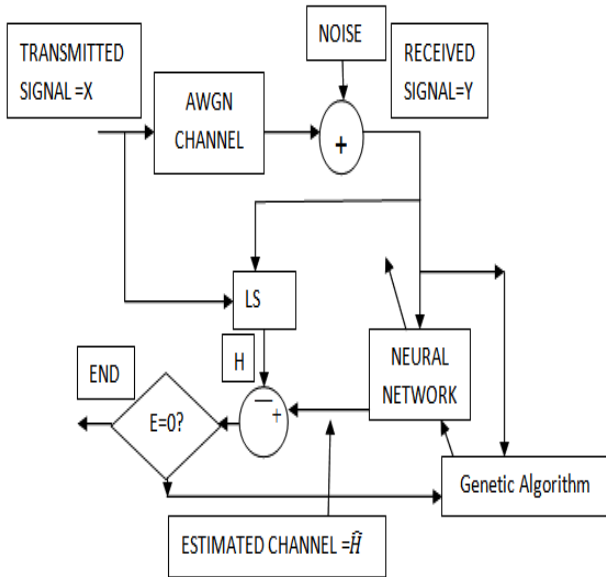 TRANSMITTED
SIGNAL =X
NOISE
RECEIVED
SIGNAL=Y
AWGN
CHANNEL
+
LS
H
NEURAL
NETWORK
END
E=0?
— +
Genetic Algorithm
ESTIMATED CHANNEL =Ĥ